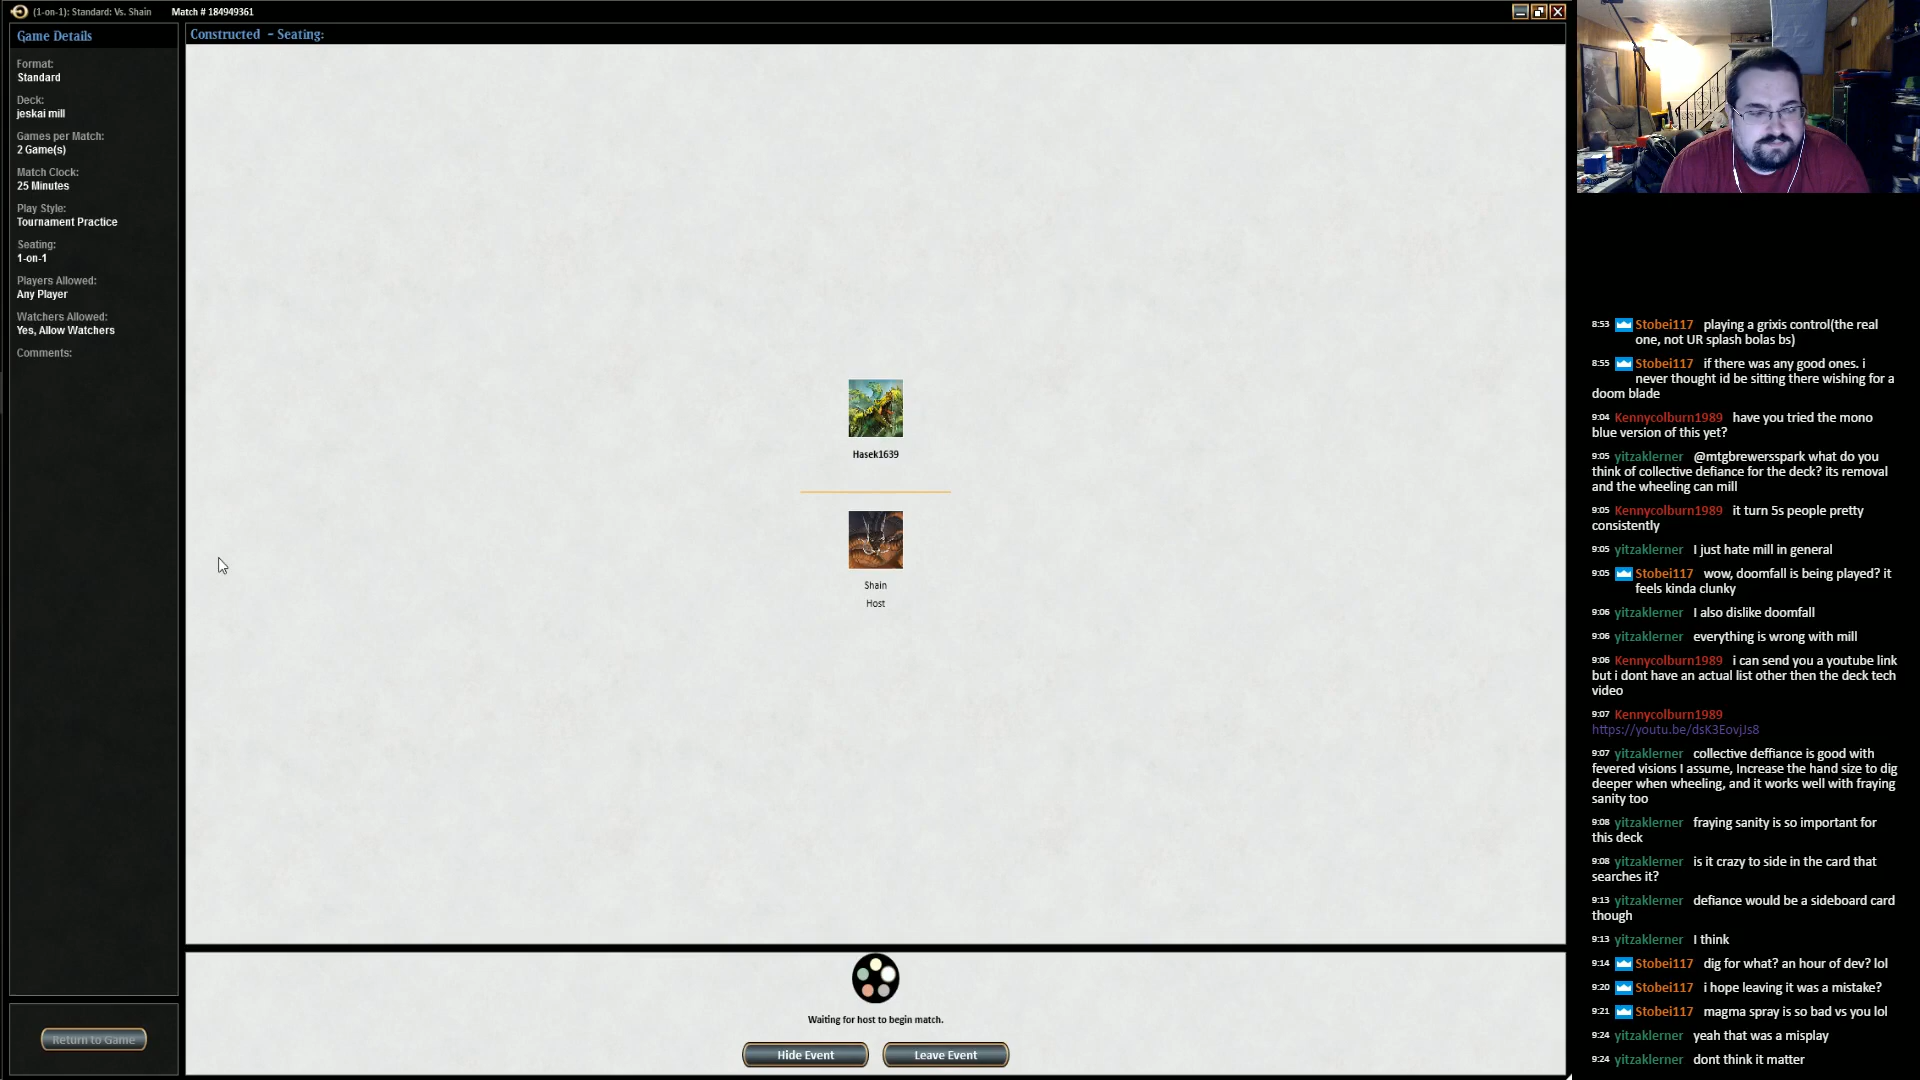 (1-on-1): Standard: Vs. Shain Match # 184949361
Game Details
Format:
Standard
Deck:
jeskai mill
Games per Match:
2 Game(s)
Match Clock:
25 Minutes
Play Style:
Tournament Practice
Seating:
1-on-1
Players Allowed:
Any Player
Watchers Allowed:
Yes, Allow Watchers
Comments:
Return to Game
Constructed - Seating:
Hasek1639
Shain
Host
Waiting for host to begin match.
Hide Event Leave Event
8:53 Stobei117 playing a grixis control(the real
one, not UR splash bolas bs)
8:55 Stobei117 if there was any good ones. i
never thought id be sitting there wishing for a
doom blade
9:04 Kennycolburn1989 have you tried the mono
blue version of this yet?
9:05 yitzaklerner @mtgbrewersspark what do you
think of collective defiance for the deck? its removal
and the wheeling can mill
9:05 Kennycolburn1989 it turn 5s people pretty
consistently
9:05 yitzaklerner I just hate mill in general
9:05 Stobei117 wow, doomfall is being played? it
feels kinda clunky
9:06 yitzaklerner I also dislike doomfall
9:06 yitzaklerner everything is wrong with mill
9:06 Kennycolburn1989 i can send you a youtube link
but i dont have an actual list other then the deck tech
video
9:07 Kennycolburn1989
https://youtu.be/dsK3EovjJs8
9:07 yitzaklerner collective deffiance is good with
fevered visions I assume, Increase the hand size to dig
deeper when wheeling, and it works well with fraying
sanity too
9:08 yitzaklerner fraying sanity is so important for
this deck
9:08 yitzaklerner is it crazy to side in the card that
searches it?
9:13 yitzaklerner defiance would be a sideboard card
though
9:13 yitzaklerner I think
9:14 Stobei117 dig for what? an hour of dev? lol
9:20 Stobei117 i hope leaving it was a mistake?
9:21 Stobei117 magma spray is so bad vs you lol
9:24 yitzaklerner yeah that was a misplay
9:24 yitzaklerner dont think it matter